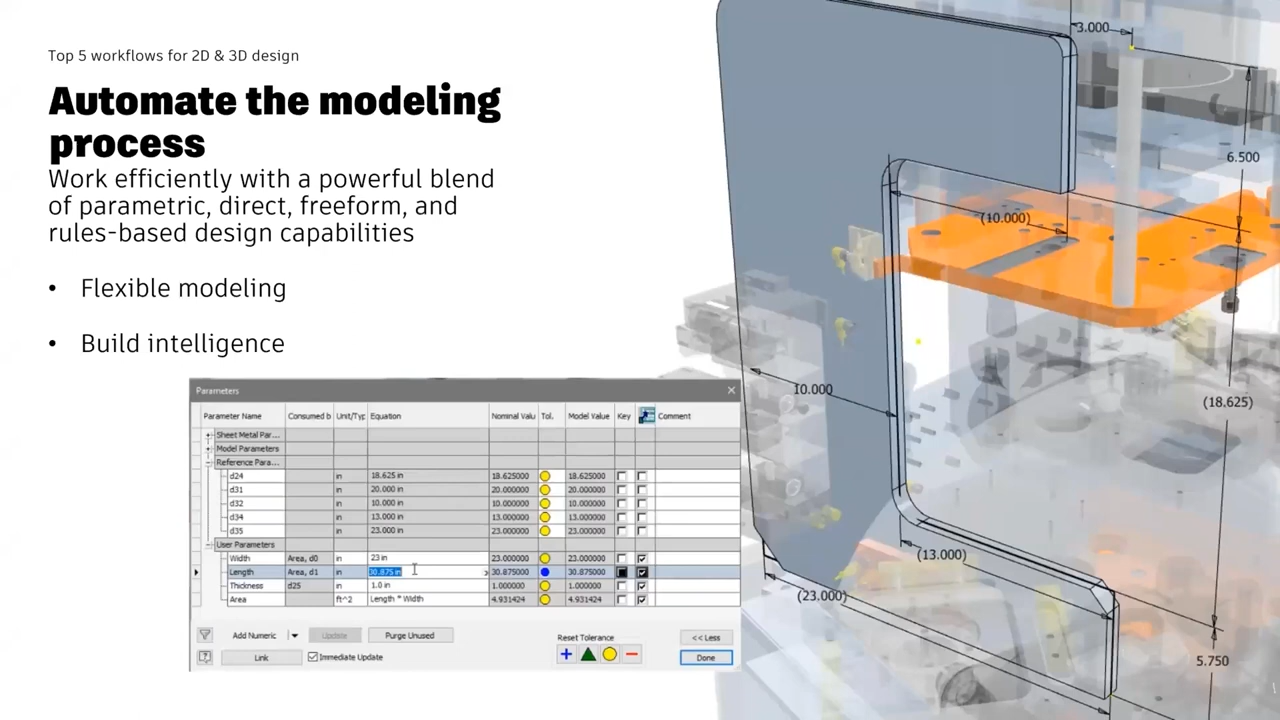 Top 5 workflows for 2D & 3D design
Automate the modeling
process
Work efficiently with a powerful blend
of parametric, direct, freeform, and
rules-based design capabilities
• Flexible modeling
• Build intelligence
Parameters
Parameter Name Consumed b Unit/Typ Equation Nominal Valu Tol. Model Value Key Comment
Sheet Metal Par...
Model Parameters
Reference Para...
d24 in 18.625 in 18.625000 18.625000
d31 in 20.000 in 20.000000 20.000000
d32 in 10.000 in 10.000000 10.000000
d34 in 13.000 in 13.000000 13.000000
d35 in 23.000 in 23.000000 23.000000
User Parameters
Width Area, d0 in 23 in 23.000000 23.000000
Length Area, d1 in 30.875 in 30.875000 30.875000
Thickness d25 in 1.0 in 1.000000 1.000000
Area ft^2 Length * Width 4.931424 4.931424
Add Numeric Update Purge Unused Reset Tolerance << Less
Link Immediate Update Done
3.000
6.500
(10.000)
10.000
(18.625)
(13.000)
(23.000)
5.750